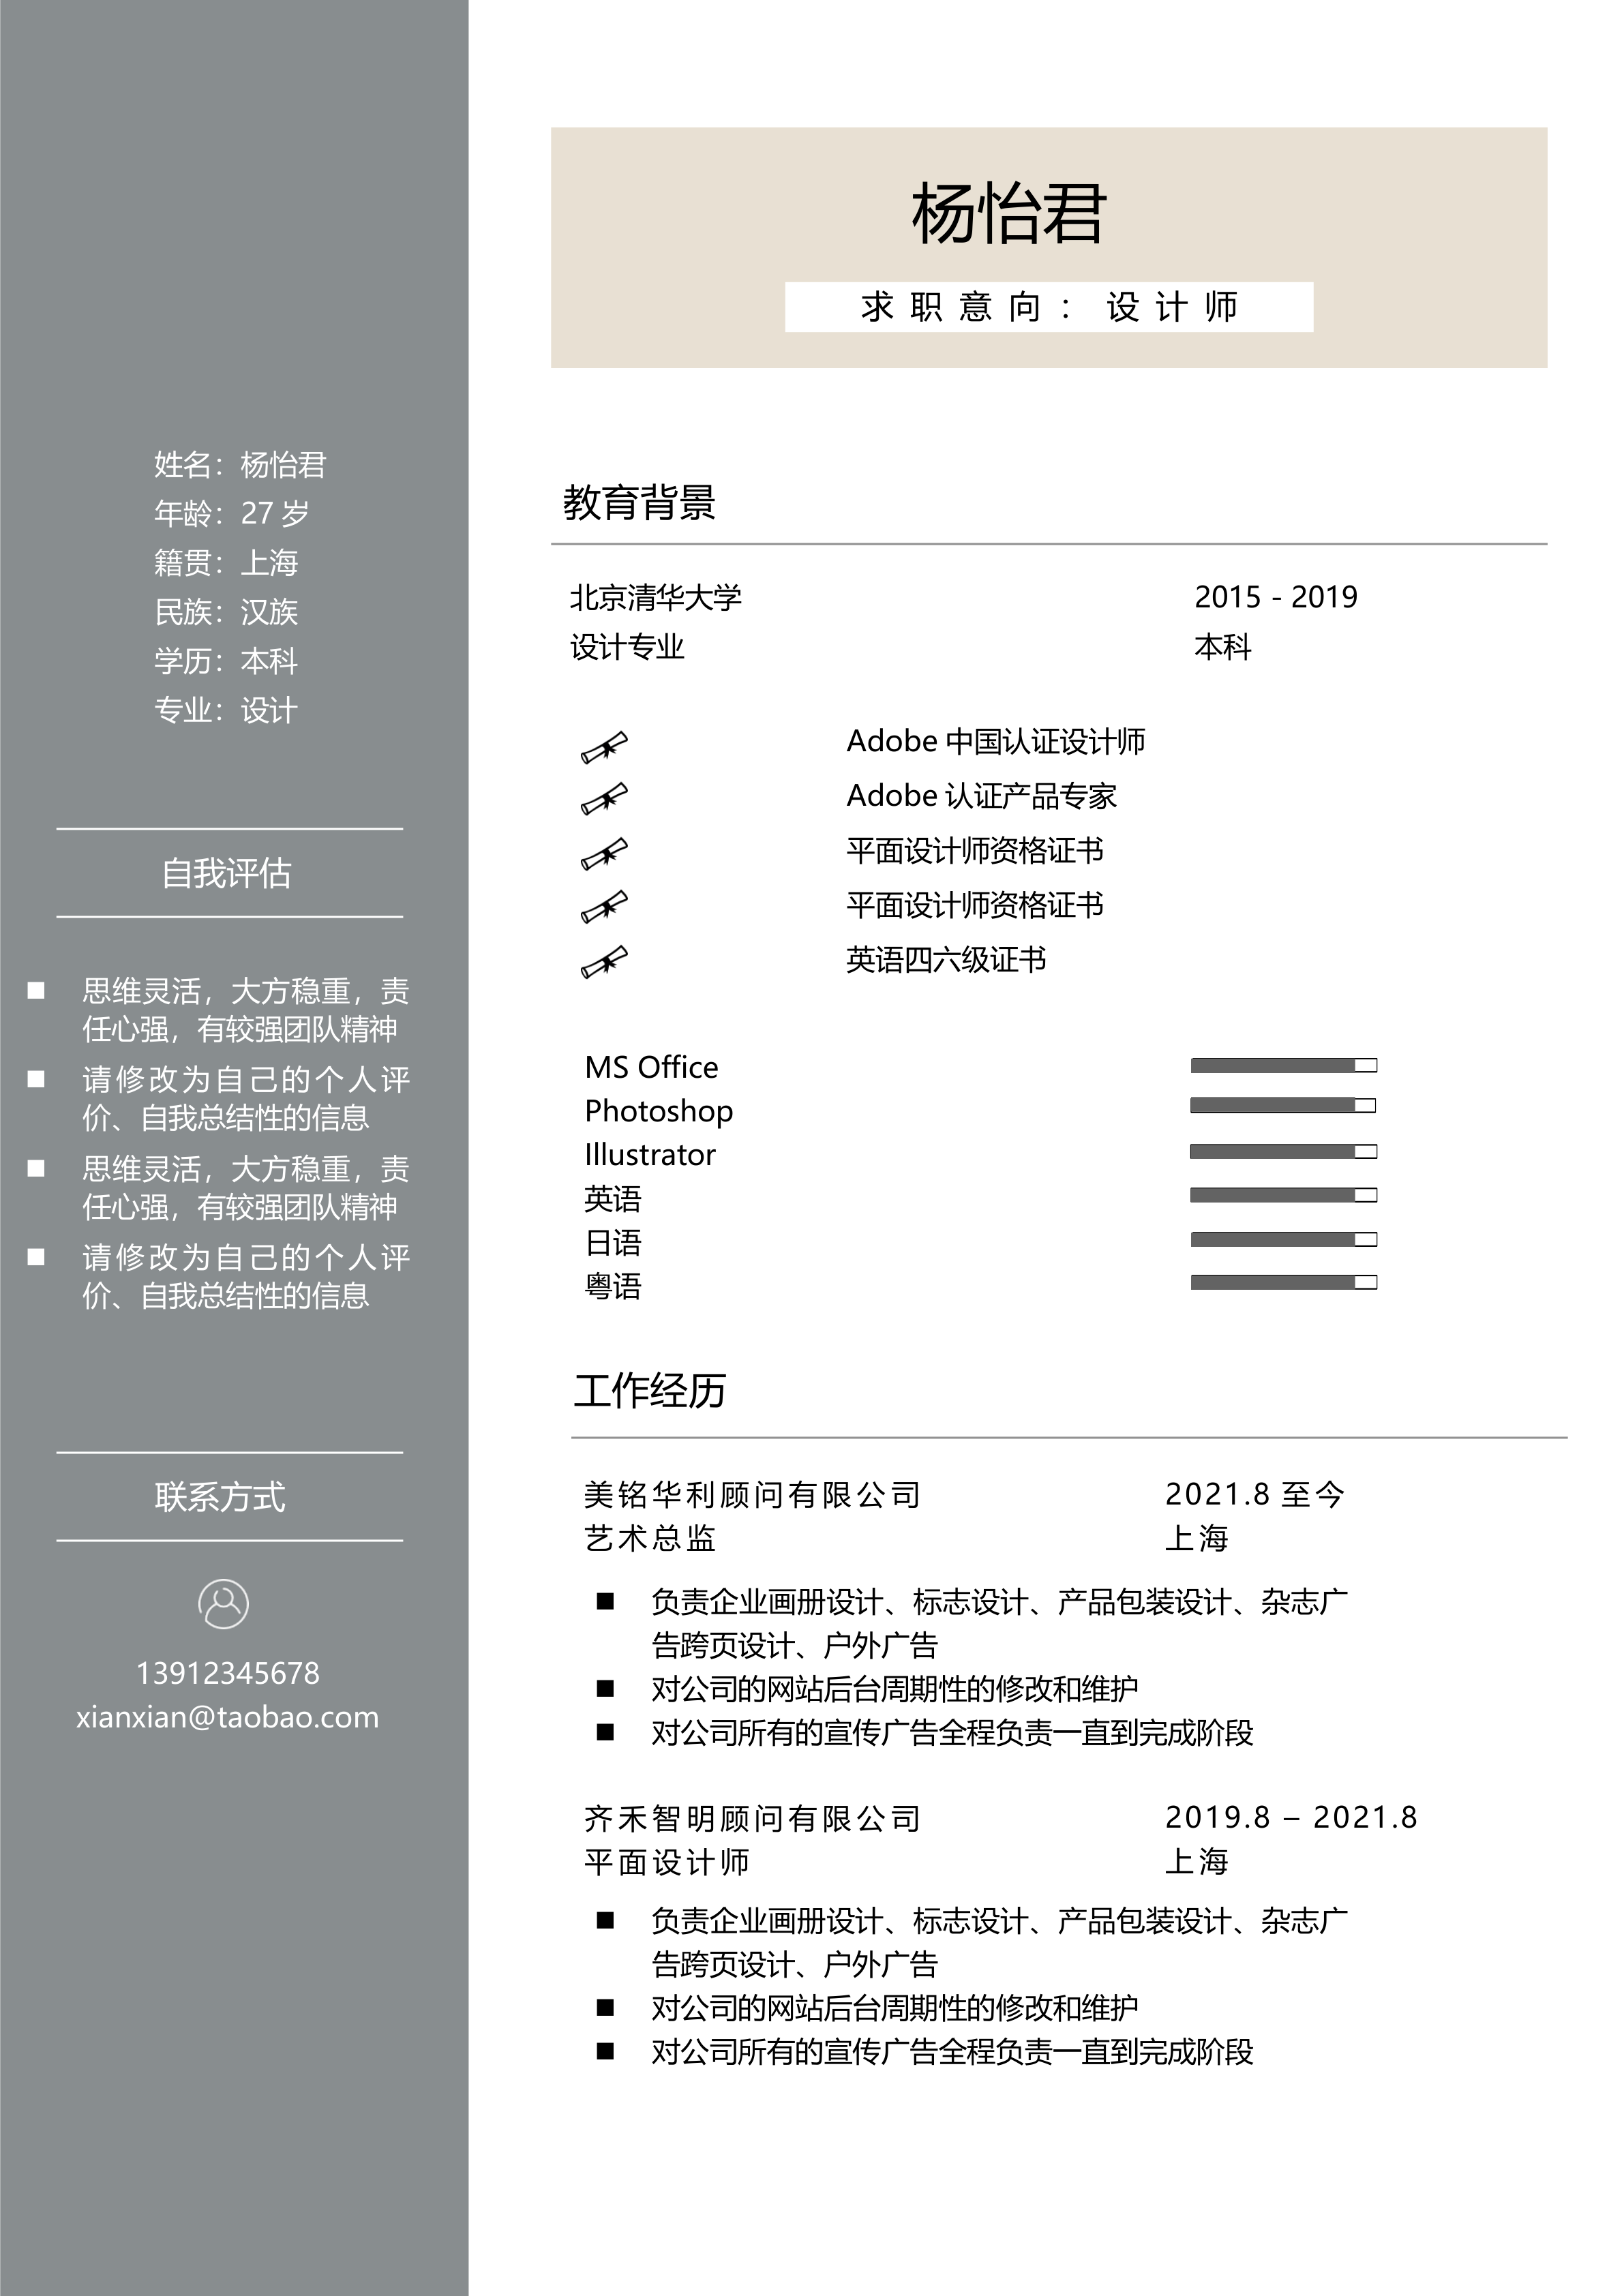 杨怡君
求职意向：设计师
姓名：杨怡君
年龄：27 岁
籍贯：上海
民族：汉族
学历：本科
专业：设计
自我评估
■ 思维灵活，大方稳重，责
任心强，有较强团队精神
■ 请修改为自己的个人评
价、自我总结性的信息
■ 思维灵活，大方稳重，责
任心强，有较强团队精神
■ 请修改为自己的个人评
价、自我总结性的信息
联系方式
13912345678
xianxian@taobao.com
教育背景
北京清华大学 2015 - 2019
设计专业 本科
Adobe 中国认证设计师
Adobe 认证产品专家
平面设计师资格证书
平面设计师资格证书
英语四六级证书
MS Office
Photoshop
Illustrator
英语
日语
粤语
工作经历
美铭华利顾问有限公司 2021.8 至今
艺术总监 上海
■ 负责企业画册设计、标志设计、产品包装设计、杂志广
告跨页设计、户外广告
■ 对公司的网站后台周期性的修改和维护
■ 对公司所有的宣传广告全程负责一直到完成阶段
齐禾智明顾问有限公司 2019.8 – 2021.8
平面设计师 上海
■ 负责企业画册设计、标志设计、产品包装设计、杂志广
告跨页设计、户外广告
■ 对公司的网站后台周期性的修改和维护
■ 对公司所有的宣传广告全程负责一直到完成阶段